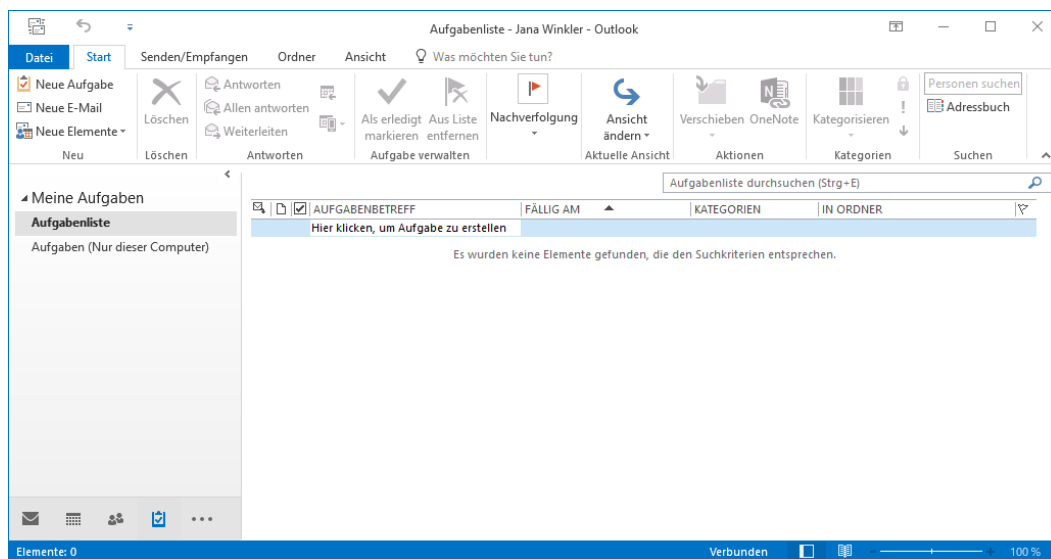 Aufgabenliste - Jana Winkler - Outlook
Datei Start Senden/Empfangen Ordner Ansicht Was möchten Sie tun?
Neue Aufgabe
Neue E-Mail
Neue Elemente
Neu
Löschen
Löschen
Antworten
Allen antworten
Weiterleiten
Antworten
Als erledigt
markieren
Aus Liste
entfernen
Aufgabe verwalten
Nachverfolgung
Ansicht
ändern
Aktuelle Ansicht
Verschieben OneNote
Aktionen
Kategorisieren
Kategorien
Personen suchen
Adressbuch
Suchen
Meine Aufgaben
Aufgabenliste
Aufgaben (Nur dieser Computer)
Aufgabenliste durchsuchen (Strg+E)
AUFGABENBETREFF FÄLLIG AM KATEGORIEN IN ORDNER
Hier klicken, um Aufgabe zu erstellen
Es wurden keine Elemente gefunden, die den Suchkriterien entsprechen.
Elemente: 0 Verbunden 100 %